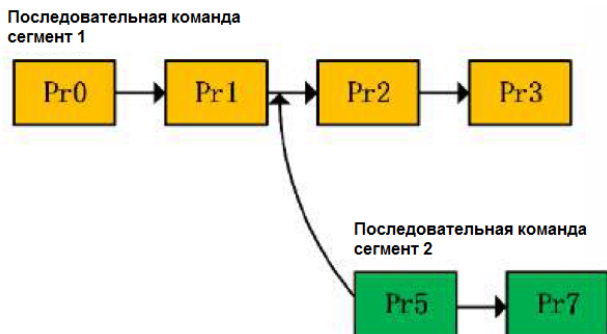 Последовательная команда
сегмент 1
Pr0 Pr1 Pr2 Pr3
Последовательная команда
сегмент 2
Pr5 Pr7